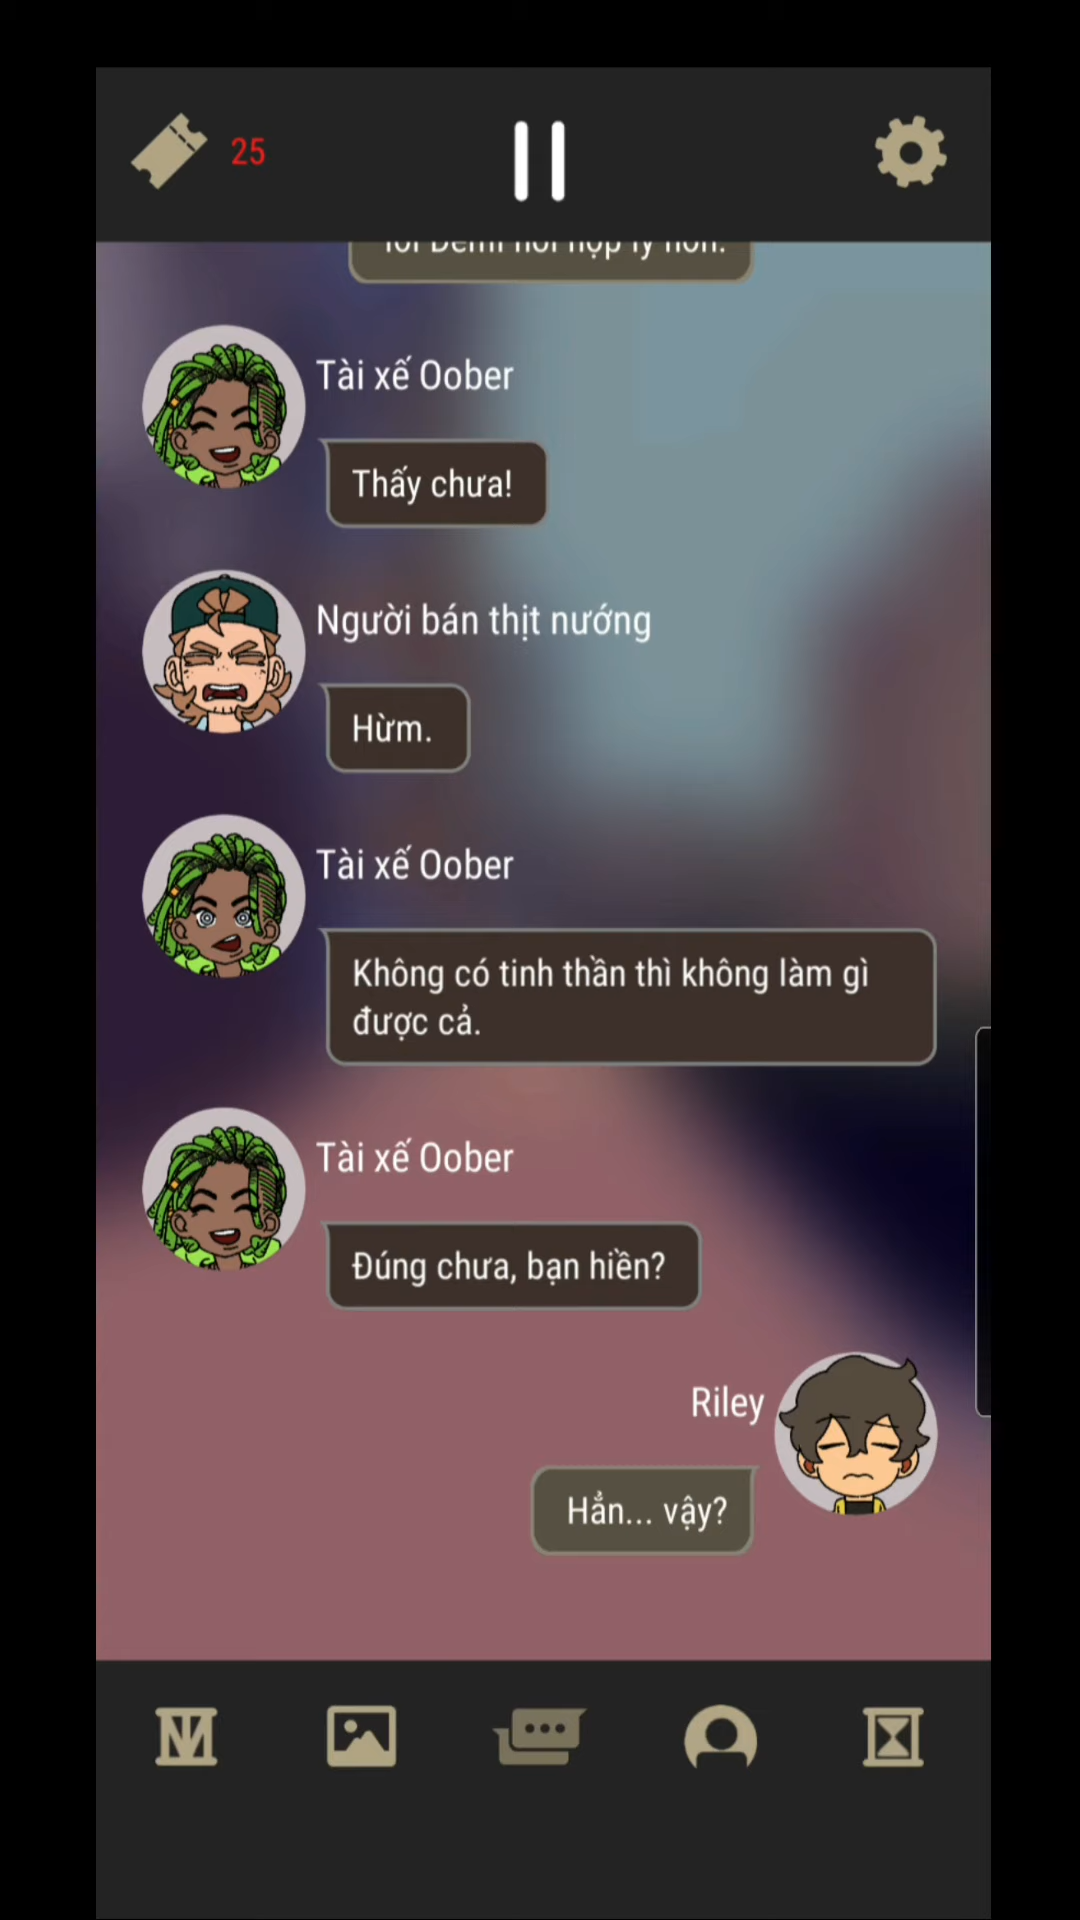 25
Tài xế Oober
Thấy chưa!
Người bán thịt nướng
Hừm.
Tài xế Oober
Không có tinh thần thì không làm gì
được cả.
Tài xế Oober
Đúng chưa, bạn hiền?
Riley
Hẳn... vậy?